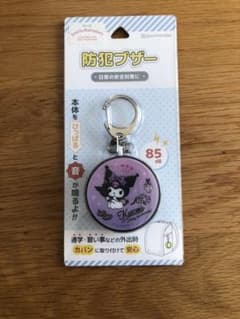 防犯ブザー
日常の安全対策に
本体をひっぱると
音が鳴るよ!!
約
85
dB
Kuromi
通学・習い事などの外出時
カバンに取り付けて安心